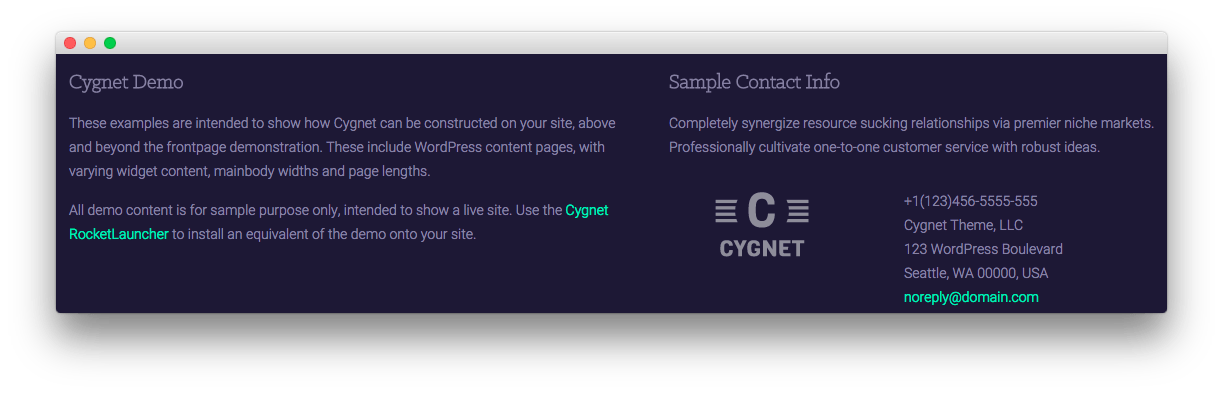 Cygnet Demo
These examples are intended to show how Cygnet can be constructed on your site, above
and beyond the frontpage demonstration. These include WordPress content pages, with
varying widget content, mainbody widths and page lengths.
All demo content is for sample purpose only, intended to show a live site. Use the Cygnet
RocketLauncher to install an equivalent of the demo onto your site.
Sample Contact Info
Completely synergize resource sucking relationships via premier niche markets.
Professionally cultivate one-to-one customer service with robust ideas.
C
CYGNET
+1(123)456-5555-555
Cygnet Theme, LLC
123 WordPress Boulevard
Seattle, WA 00000, USA
noreply@domain.com